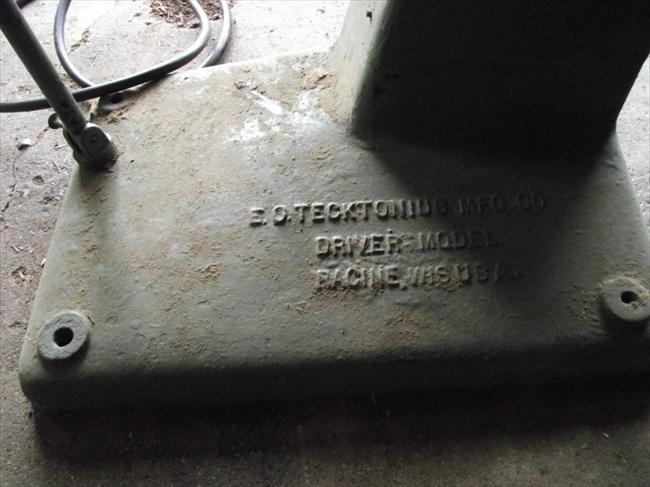 E.C. TECKTONIUS MFG. CO.
DRIVER MODEL
RACINE, WIS. U.S.A.